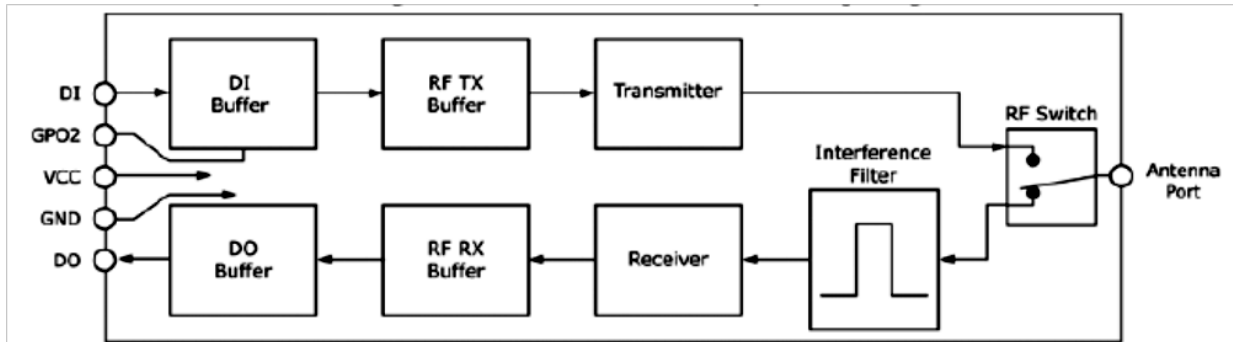 DI
GPO2
VCC
GND
DO
DI
Buffer
RF TX
Buffer
Transmitter
RF Switch
Interference
Filter
Antenna
Port
DO
Buffer
RF RX
Buffer
Receiver